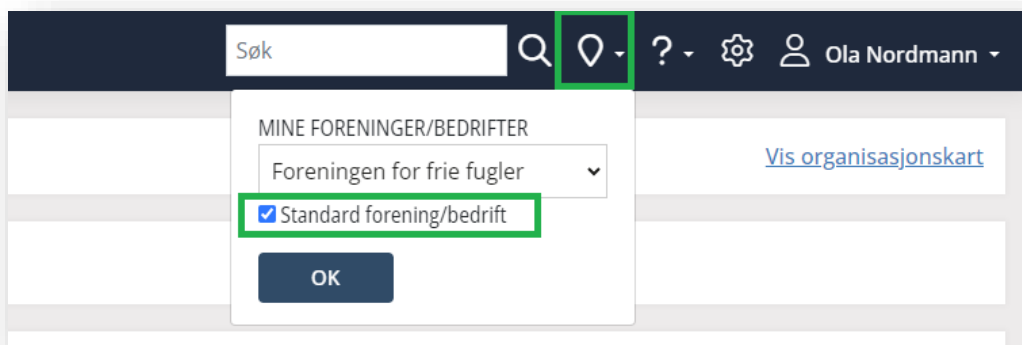 Søk
? Ola Nordmann
MINE FORENINGER/BEDRIFTER
Foreningen for frie fugler
Vis organisasjonskart
Standard forening/bedrift
OK